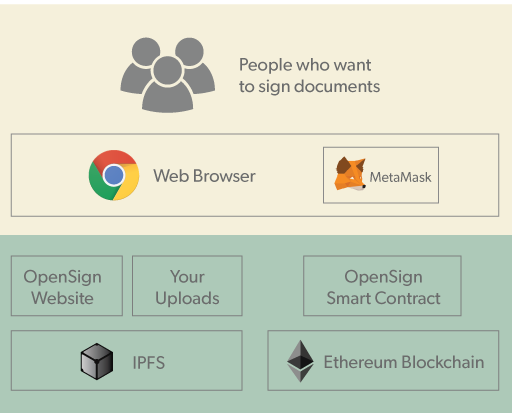 People who want
to sign documents
Web Browser
MetaMask
OpenSign
Website
Your
Uploads
OpenSign
Smart Contract
IPFS
Ethereum Blockchain